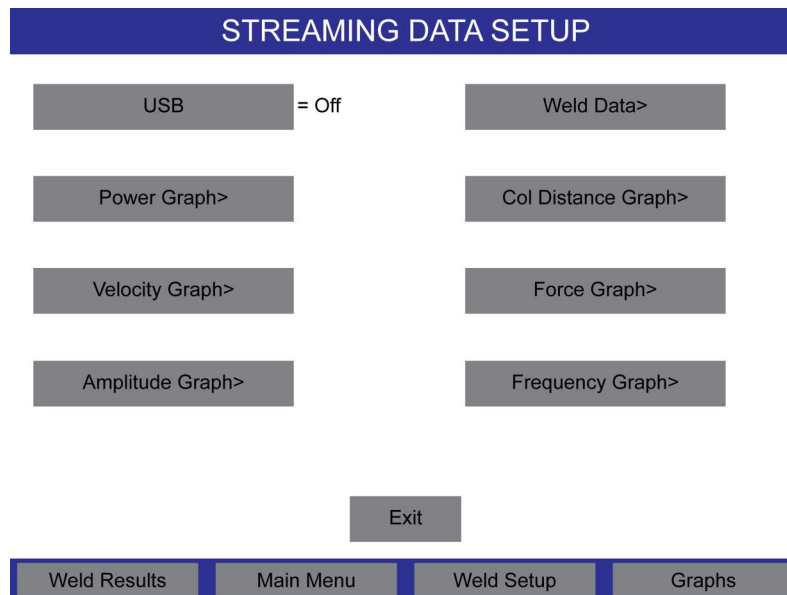 STREAMING DATA SETUP
USB = Off Weld Data>
Power Graph> Col Distance Graph>
Velocity Graph> Force Graph>
Amplitude Graph> Frequency Graph>
Exit
Weld Results Main Menu Weld Setup Graphs